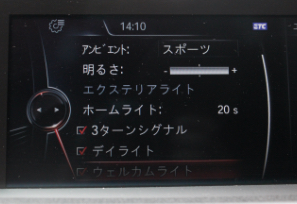 14:10
ETC
アンビエント: スポーツ
明るさ: - +
エクステリアライト
ホームライト: 20 s
3ターンシグナル
デイライト
ウェルカムライト